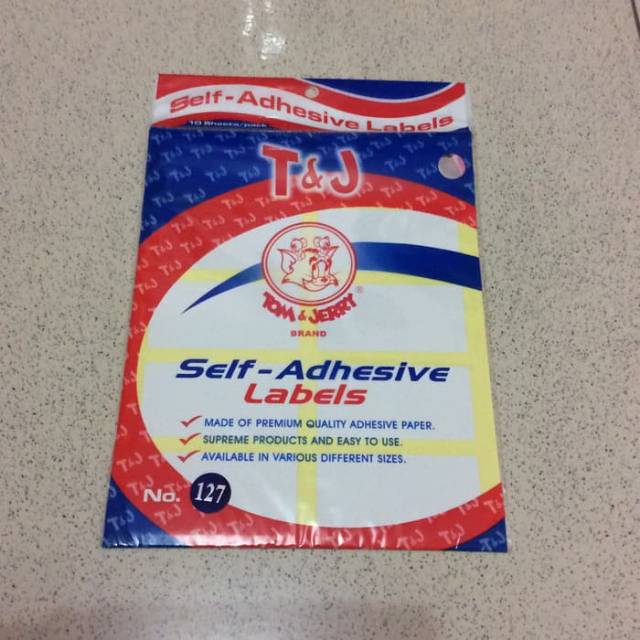 Self-Adhesive Labels
10 Sheets/pack
T&J
TOM & JERRY®
BRAND
Self-Adhesive
Labels
MADE OF PREMIUM QUALITY ADHESIVE PAPER.
SUPREME PRODUCTS AND EASY TO USE.
AVAILABLE IN VARIOUS DIFFERENT SIZES.
No. 127